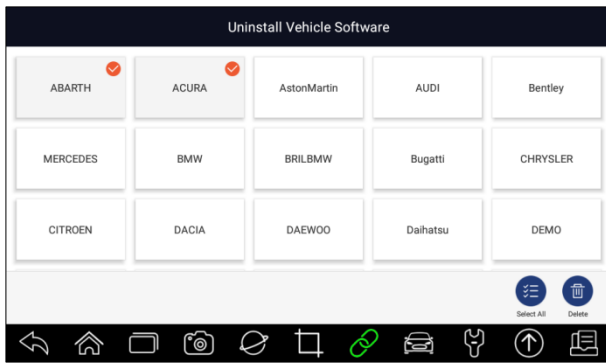 Uninstall Vehicle Software
ABARTH ACURA AstonMartin AUDI Bentley
MERCEDES BMW BRILBMW Bugatti CHRYSLER
CITROEN DACIA DAEWOO Daihatsu DEMO
Select All Delete